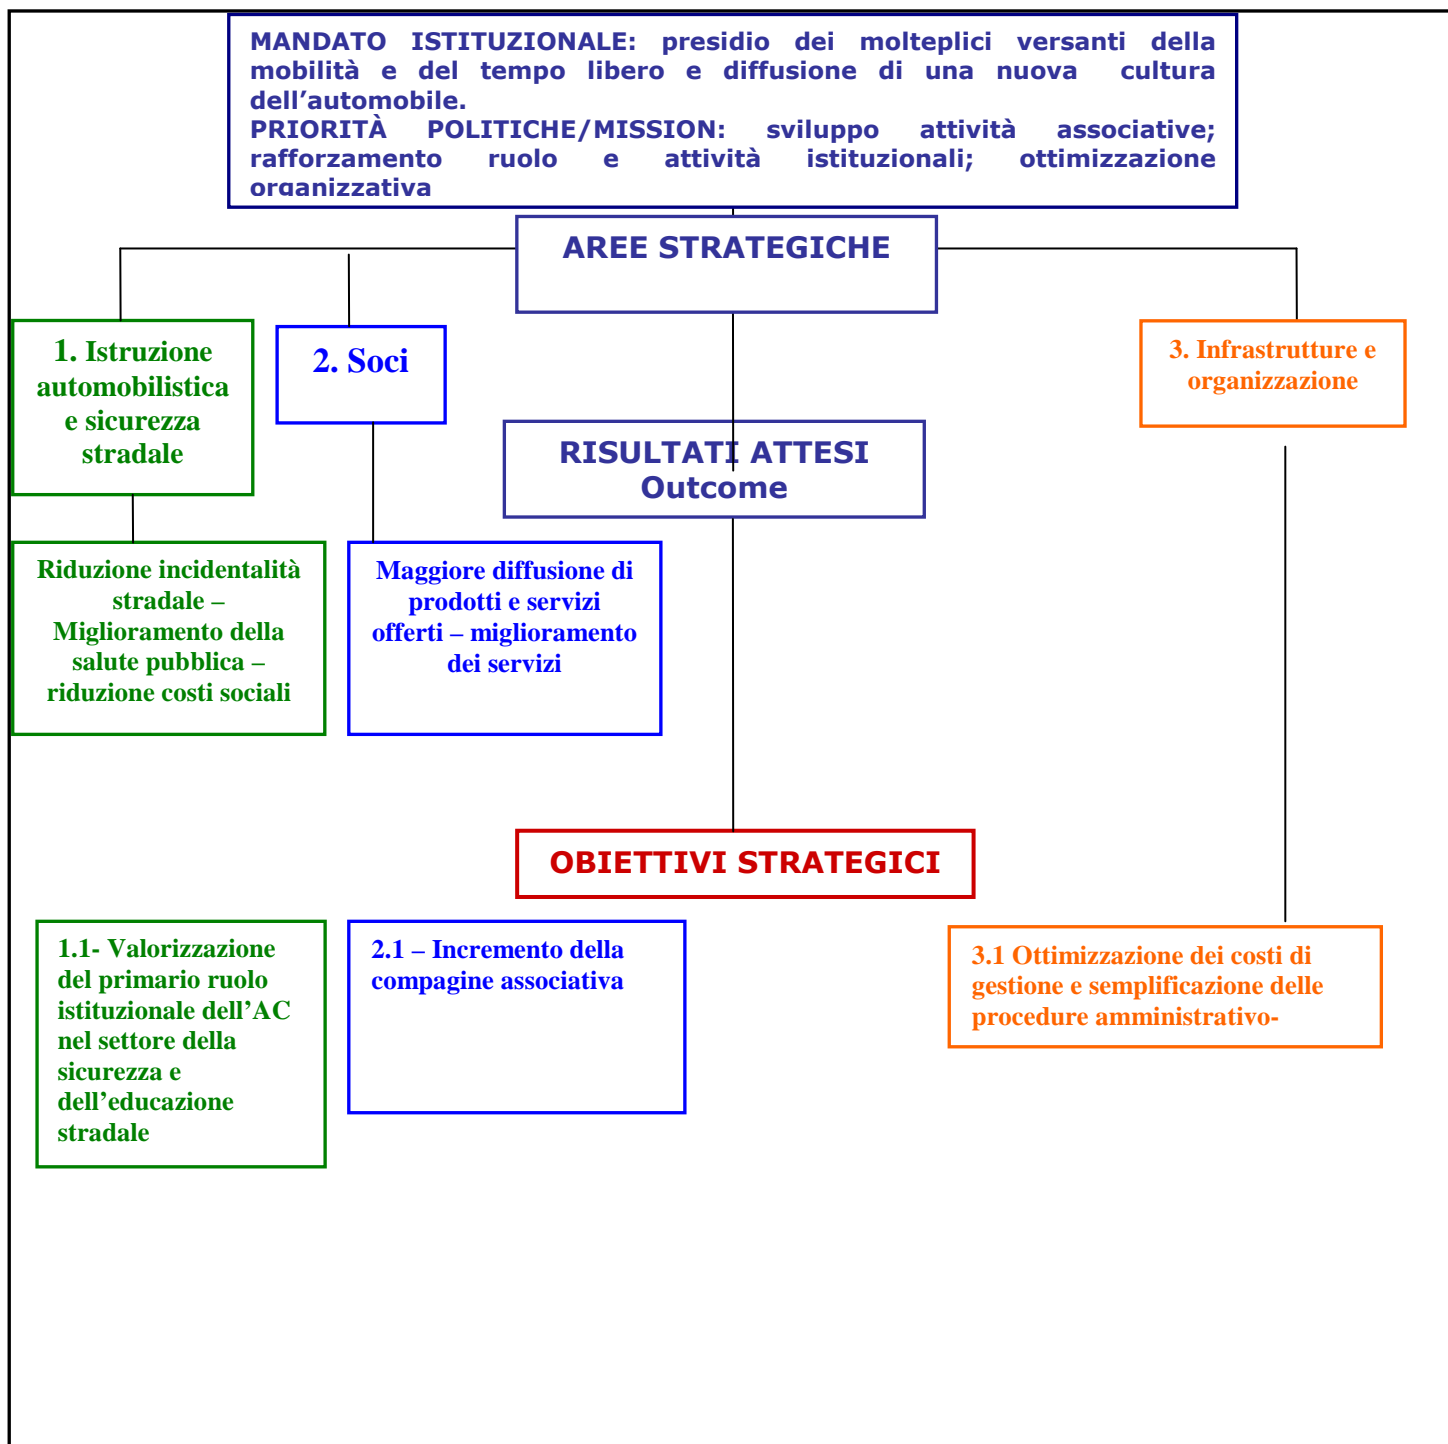 MANDATO ISTITUZIONALE: presidio dei molteplici versanti della
mobilità e del tempo libero e diffusione di una nuova cultura
dell’automobile.
PRIORITÀ POLITICHE/MISSION: sviluppo attività associative;
rafforzamento ruolo e attività istituzionali; ottimizzazione
organizzativa
AREE STRATEGICHE
1. Istruzione
automobilistica
e sicurezza
stradale
2. Soci
3. Infrastrutture e
organizzazione
RISULTATI ATTESI
Outcome
Riduzione incidentalità
stradale –
Miglioramento della
salute pubblica –
riduzione costi sociali
Maggiore diffusione di
prodotti e servizi
offerti – miglioramento
dei servizi
OBIETTIVI STRATEGICI
1.1- Valorizzazione
del primario ruolo
istituzionale dell’AC
nel settore della
sicurezza e
dell’educazione
stradale
2.1 – Incremento della
compagine associativa
3.1 Ottimizzazione dei costi di
gestione e semplificazione delle
procedure amministrativo-